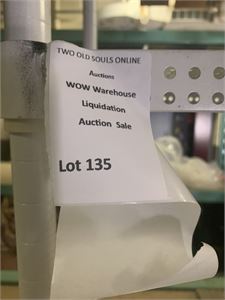 TWO OLD SOULS ONLINE
Auctions
WOW Warehouse
Liquidation
Auction Sale
Lot 135